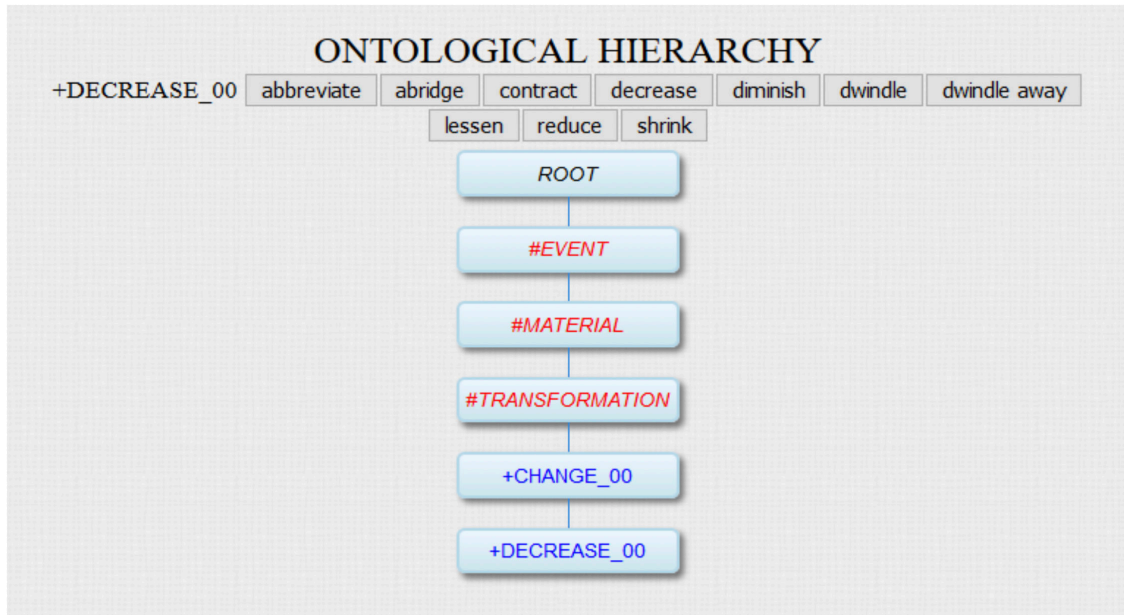 ONTOLOGICAL HIERARCHY
+DECREASE_00 abbreviate abridge contract decrease diminish dwindle dwindle away
lessen reduce shrink
ROOT
#EVENT
#MATERIAL
#TRANSFORMATION
+CHANGE_00
+DECREASE_00